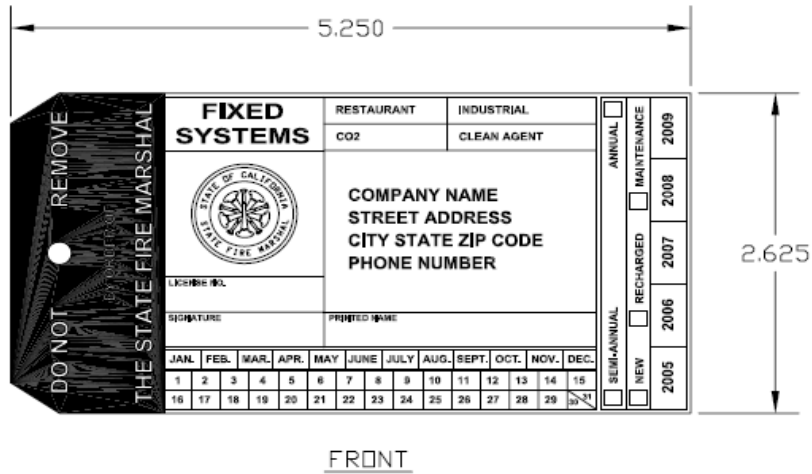 5.250
DO NOT REMOVE
THE STATE FIRE MARSHAL
FIXED
SYSTEMS
RESTAURANT
INDUSTRIAL
CO2
CLEAN AGENT
STATE OF CALIFORNIA
STATE FIRE MARSHAL
COMPANY NAME
STREET ADDRESS
CITY STATE ZIP CODE
PHONE NUMBER
LICENSE NO.
SIGNATURE
PRINTED NAME
JAN. FEB. MAR. APR. MAY JUNE JULY AUG. SEPT. OCT. NOV. DEC.
1 2 3 4 5 6 7 8 9 10 11 12 13 14 15
16 17 18 19 20 21 22 23 24 25 26 27 28 29 30 31
SEMI-ANNUAL ANNUAL
NEW RECHARGED MAINTENANCE
2005 2006 2007 2008 2009
2.625
FRONT